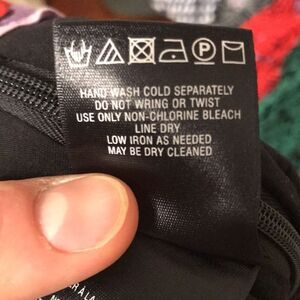 HAND WASH COLD SEPARATELY
DO NOT WRING OR TWIST
USE ONLY NON-CHLORINE BLEACH
LINE DRY
LOW IRON AS NEEDED
MAY BE DRY CLEANED